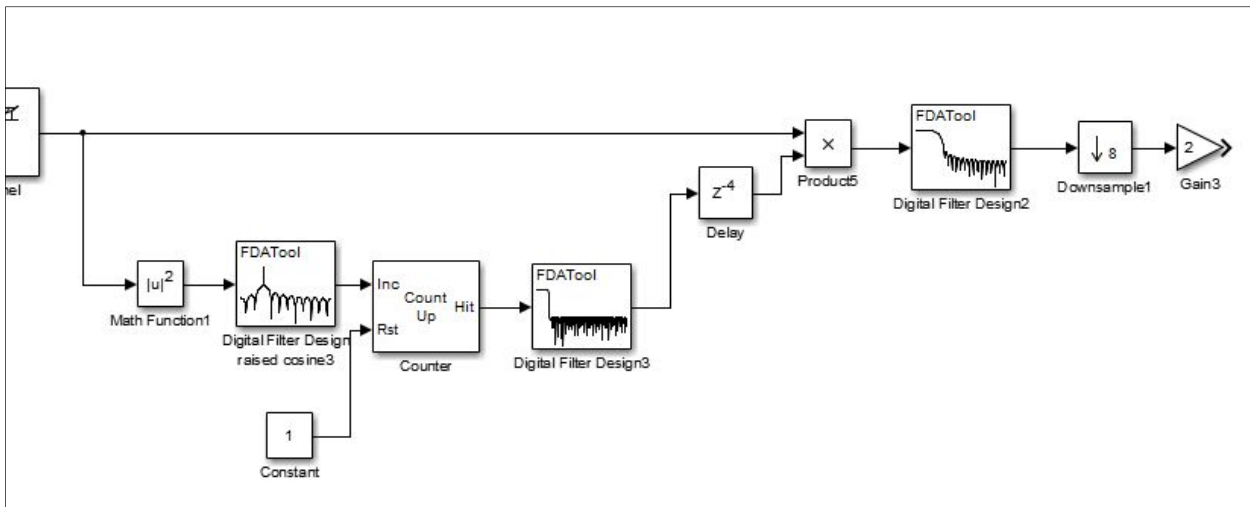 FDATool
×
↓ 8
2
nel
Product5
Digital Filter Design2
Downsample1
Gain3
Z-4
Delay
|u|2
FDATool
Inc
Count
Up
Hit
Rst
FDATool
Math Function1
Digital Filter Design
raised cosine3
Counter
Digital Filter Design3
1
Constant